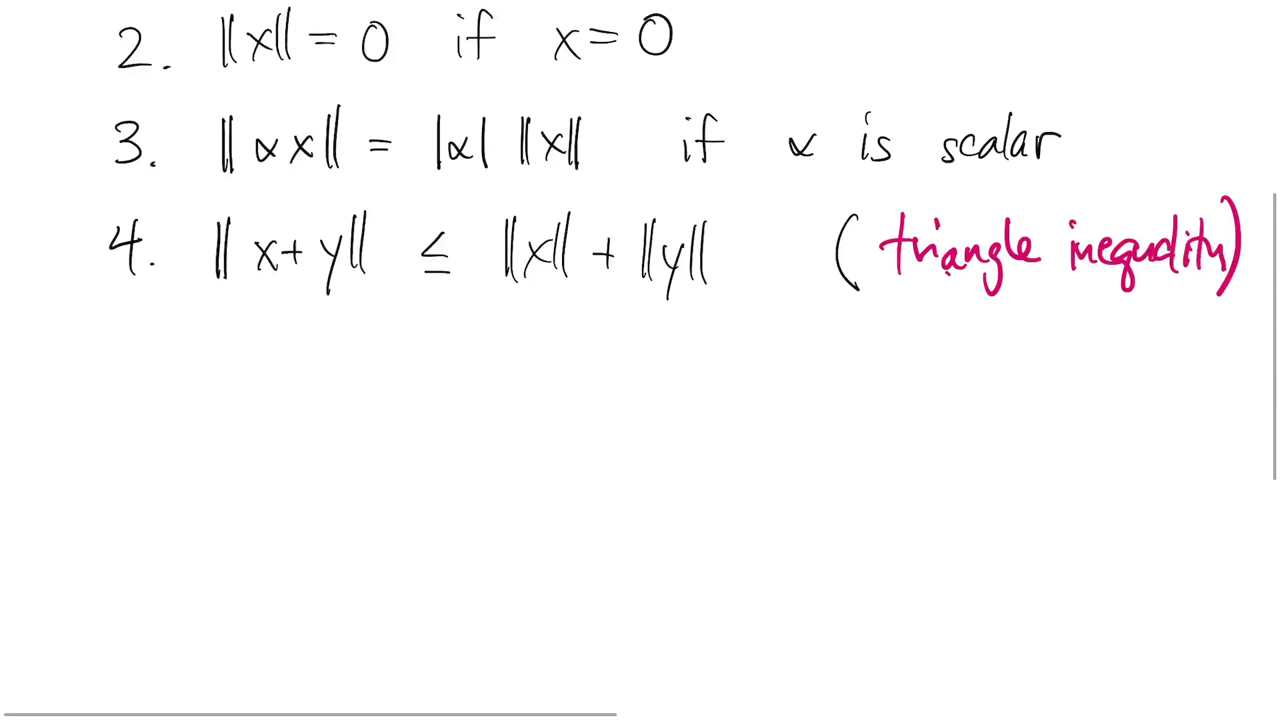 2. ||x|| = 0 if x = 0
3. ||αx|| = |α| ||x|| if α is scalar
4. ||x+y|| ≤ ||x|| + ||y|| (triangle inequality)